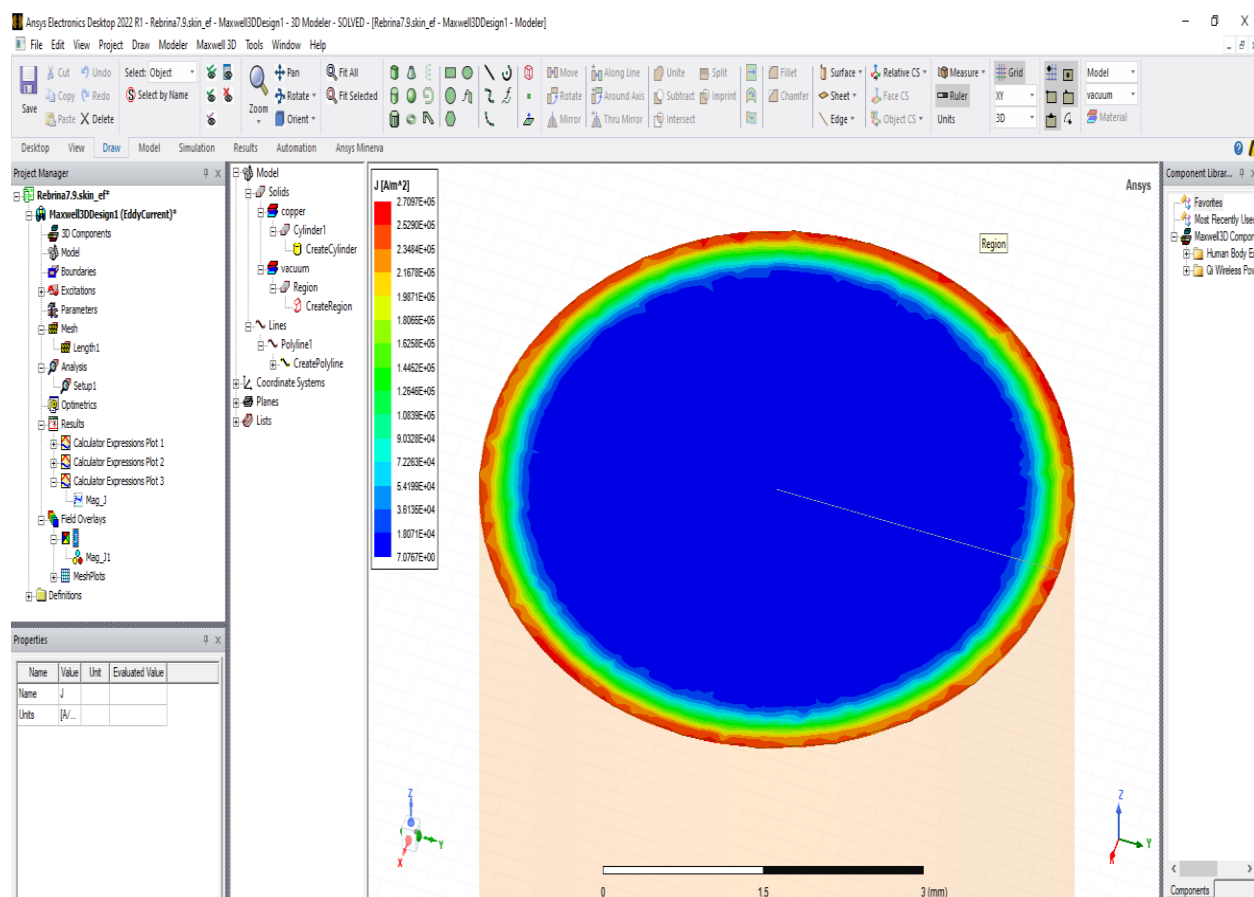 Ansys Electronics Desktop 2022 R1 - Rebrina7.9.skin_ef - Maxwell3DDesign1 - 3D Modeler - SOLVED - [Rebrina7.9.skin_ef - Maxwell3DDesign1 - Modeler]
File Edit View Project Draw Modeler Maxwell 3D Tools Window Help
Save
Cut Undo
Copy Redo
Paste Delete
Select: Object
Select by Name
Zoom
Pan
Rotate
Orient
Fit All
Fit Selected
Move Along Line
Rotate Around Axis
Mirror Thru Mirror
Unite Split
Subtract Imprint
Intersect
Fillet
Chamfer
Surface
Sheet
Edge
Relative CS
Face CS
Object CS
Measure
Ruler
Units
Grid
XY
3D
Model
vacuum
Material
Desktop View Draw Model Simulation Results Automation Ansys Minerva
Project Manager
Rebrina7.9.skin_ef*
Maxwell3DDesign1 (EddyCurrent)*
3D Components
Model
Boundaries
Excitations
Parameters
Mesh
Length1
Analysis
Setup1
Optimetrics
Results
Calculator Expressions Plot 1
Calculator Expressions Plot 2
Calculator Expressions Plot 3
Mag_J
Field Overlays
J
Mag_J1
MeshPlots
Definitions
Properties
Name Value Unit Evaluated Value
Name J
Units [A/...
Model
Solids
copper
Cylinder1
CreateCylinder
vacuum
Region
CreateRegion
Lines
Polyline1
CreatePolyline
Coordinate Systems
Planes
Lists
J [A/m^2]
2.7097E+05
2.5290E+05
2.3484E+05
2.1678E+05
1.9871E+05
1.8065E+05
1.6258E+05
1.4452E+05
1.2646E+05
1.0839E+05
9.0328E+04
7.2263E+04
5.4199E+04
3.6135E+04
1.8071E+04
7.0767E+00
Ansys
Region
Z
Y
X
Z
Y
0 1.5 3 (mm)
Component Librar...
Favorites
Most Recently Used
Maxwell3D Compon
Human Body Ex
Qi Wireless Pow
Components